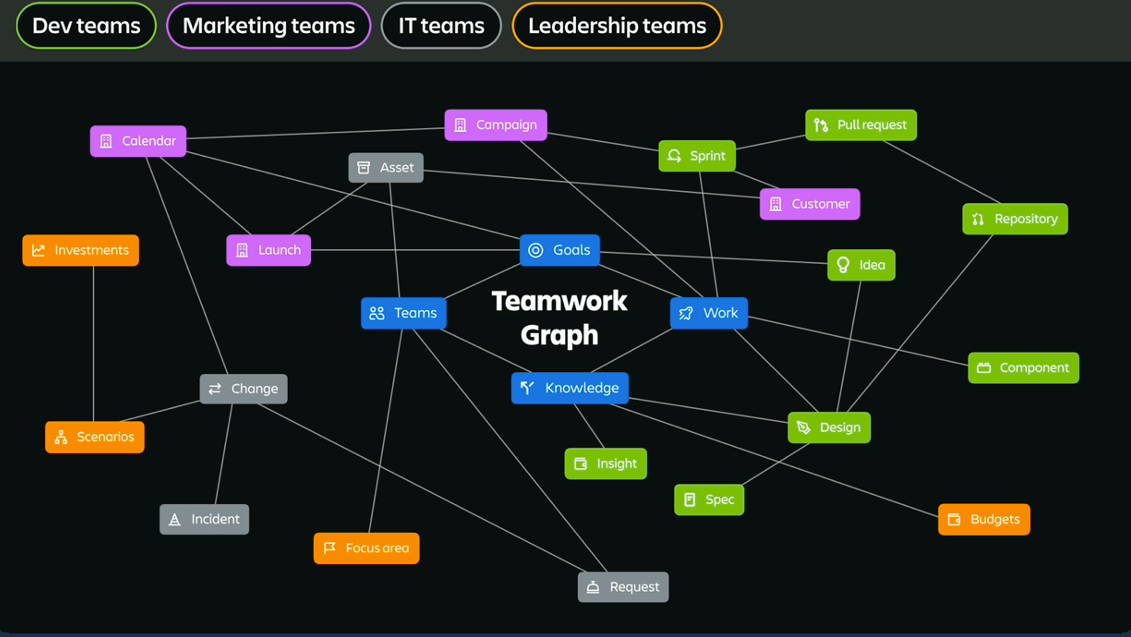 Dev teams
Marketing teams
IT teams
Leadership teams
Calendar
Campaign
Pull request
Asset
Sprint
Customer
Repository
Investments
Launch
Goals
Idea
Teamwork
Graph
Teams
Work
Component
Change
Knowledge
Scenarios
Design
Insight
Spec
Incident
Budgets
Focus area
Request